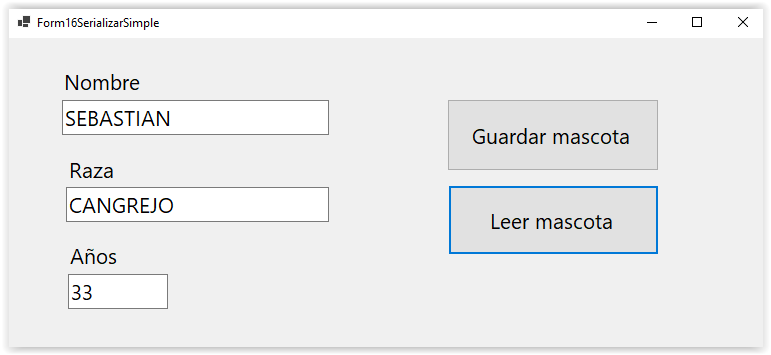 Form16SerializarSimple
Nombre
SEBASTIAN
Raza
CANGREJO
Años
33
Guardar mascota
Leer mascota